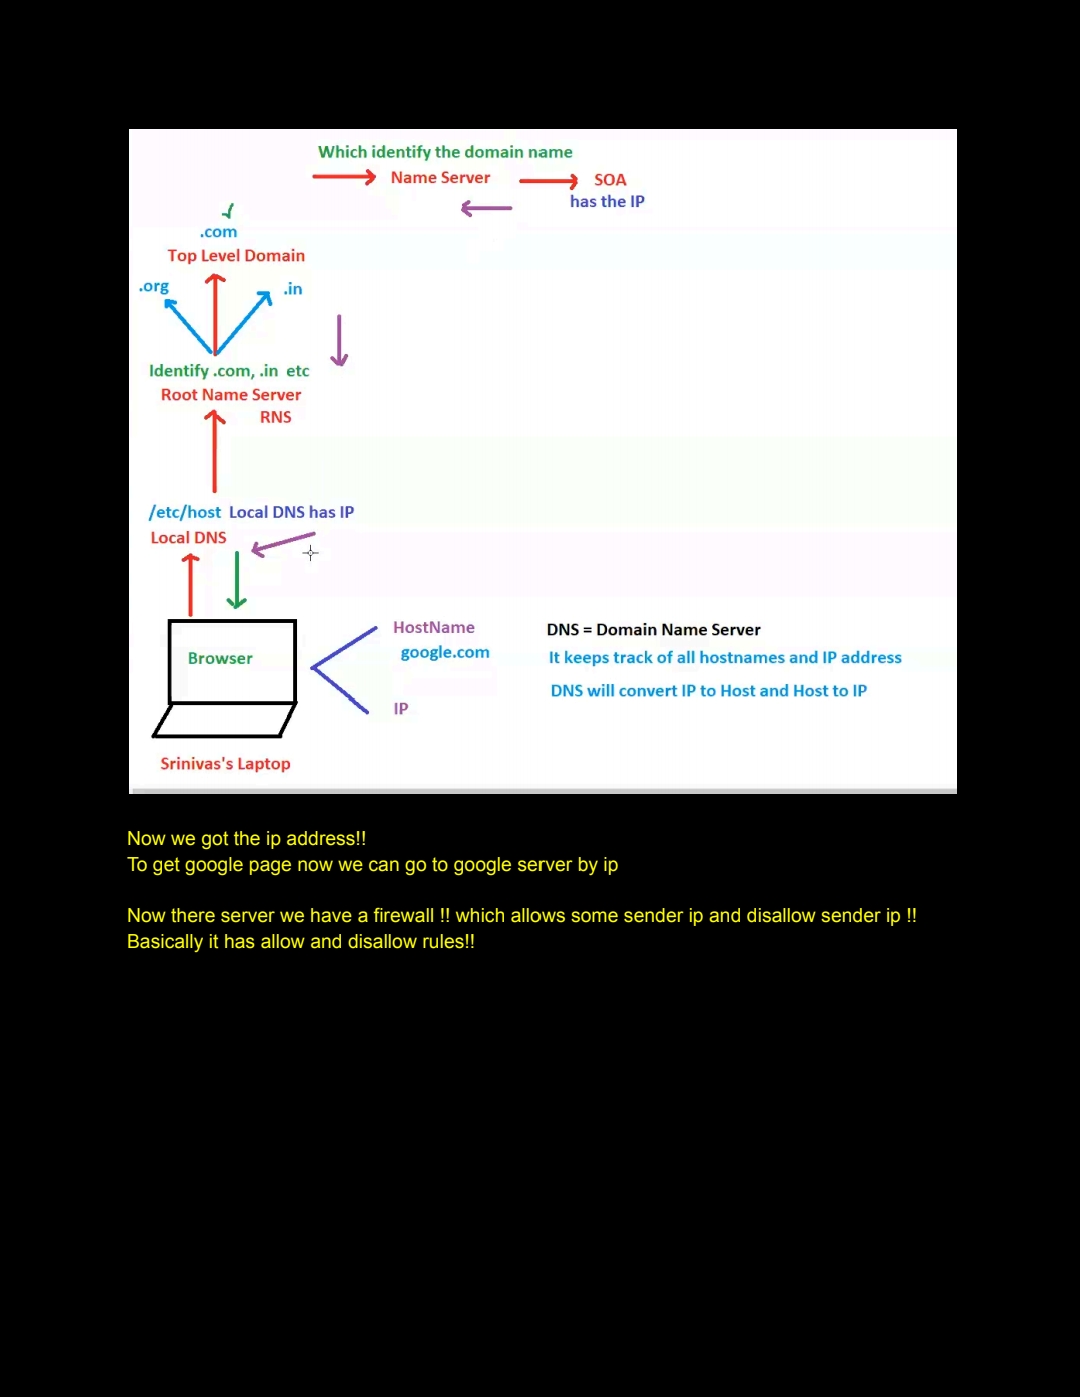 Which identify the domain name
Name Server
SOA
has the IP
.com
Top Level Domain
.org
.in
Identify .com, .in etc
Root Name Server
RNS
/etc/host Local DNS has IP
Local DNS
Browser
HostName
google.com
IP
DNS = Domain Name Server
It keeps track of all hostnames and IP address
DNS will convert IP to Host and Host to IP
Srinivas's Laptop
Now we got the ip address!!
To get google page now we can go to google server by ip
Now there server we have a firewall !! which allows some sender ip and disallow sender ip !!
Basically it has allow and disallow rules!!